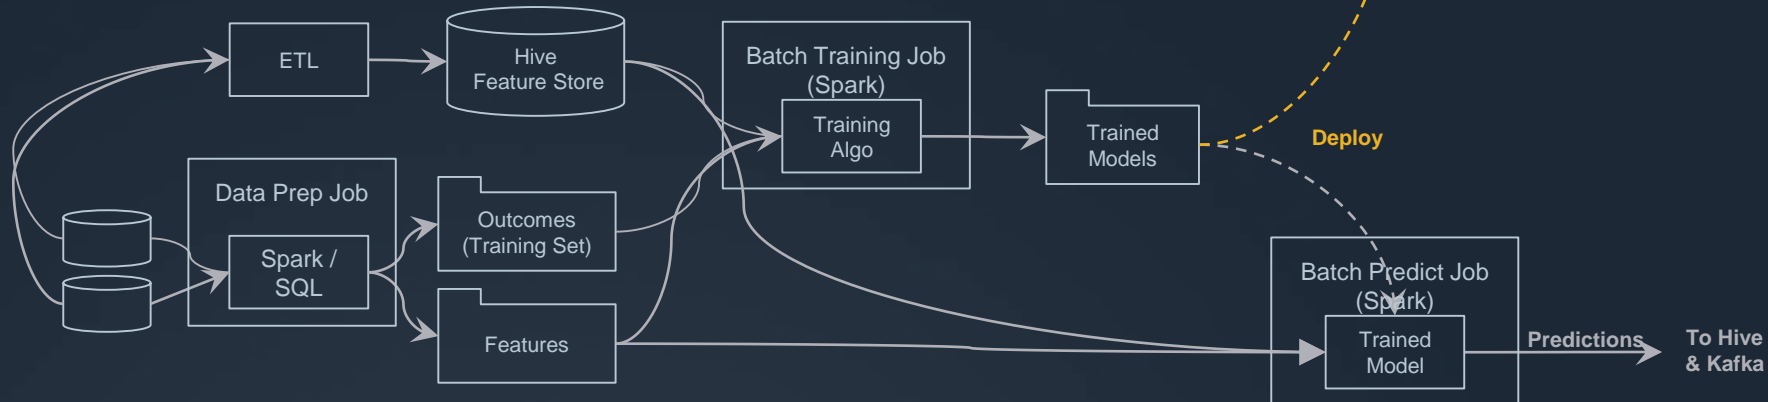 ETL
Hive
Feature Store
Batch Training Job
(Spark)
Training
Algo
Trained
Models
Deploy
Data Prep Job
Spark /
SQL
Outcomes
(Training Set)
Features
Batch Predict Job
(Spark)
Trained
Model
Predictions
To Hive
& Kafka